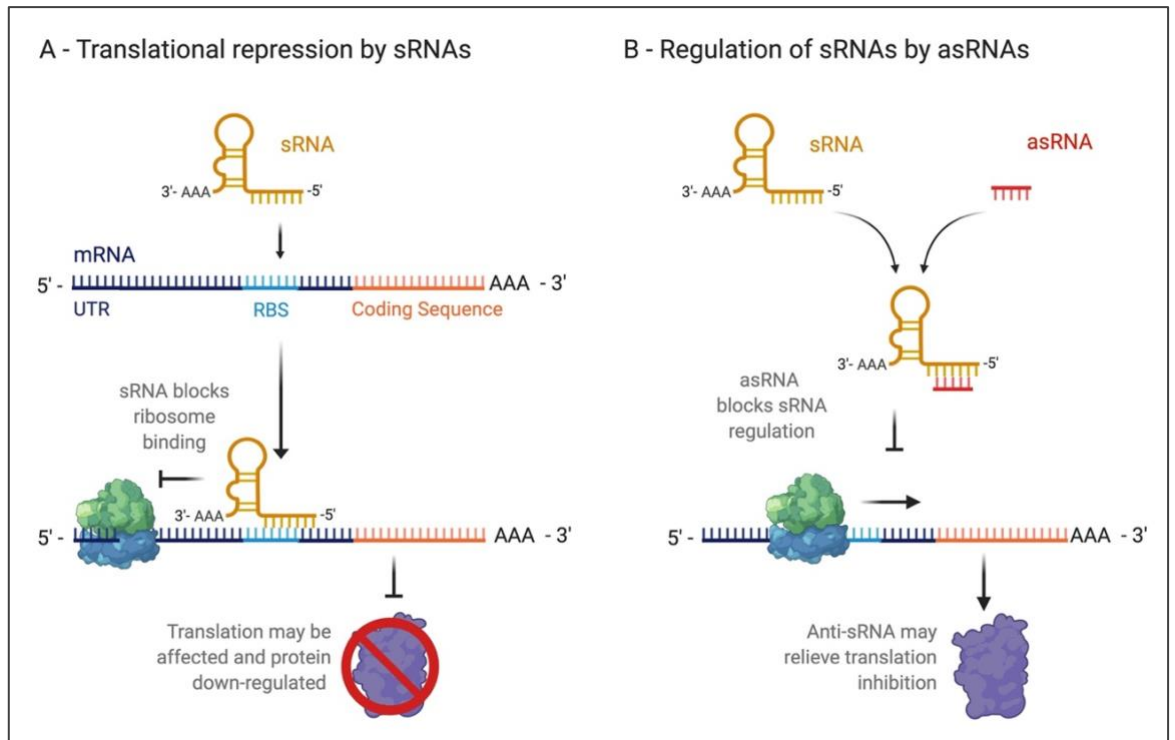 A - Translational repression by sRNAs
sRNA
3'- AAA
-5'
mRNA
5' -
AAA - 3'
UTR
RBS
Coding Sequence
sRNA blocks
ribosome
binding
3'- AAA
-5'
5' -
AAA - 3'
Translation may be
affected and protein
down-regulated
B - Regulation of sRNAs by asRNAs
sRNA
asRNA
3'- AAA
-5'
3'- AAA
-5'
asRNA
blocks sRNA
regulation
5' -
AAA - 3'
Anti-sRNA may
relieve translation
inhibition